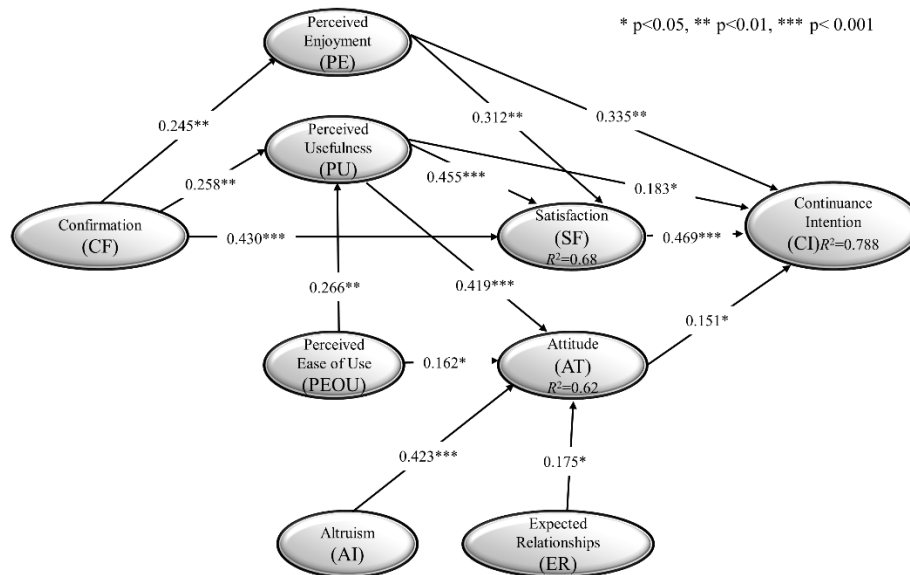 * p<0.05, ** p<0.01, *** p< 0.001
Perceived
Enjoyment
(PE)
0.245**
0.312**
0.335**
Perceived
Usefulness
(PU)
0.258**
0.455***
0.183*
Confirmation
(CF)
0.430***
Satisfaction
(SF)
R²=0.68
0.469***
Continuance
Intention
(CI)R²=0.788
0.266**
0.419***
0.151*
Perceived
Ease of Use
(PEOU)
0.162*
Attitude
(AT)
R²=0.62
0.423***
0.175*
Altruism
(AI)
Expected
Relationships
(ER)